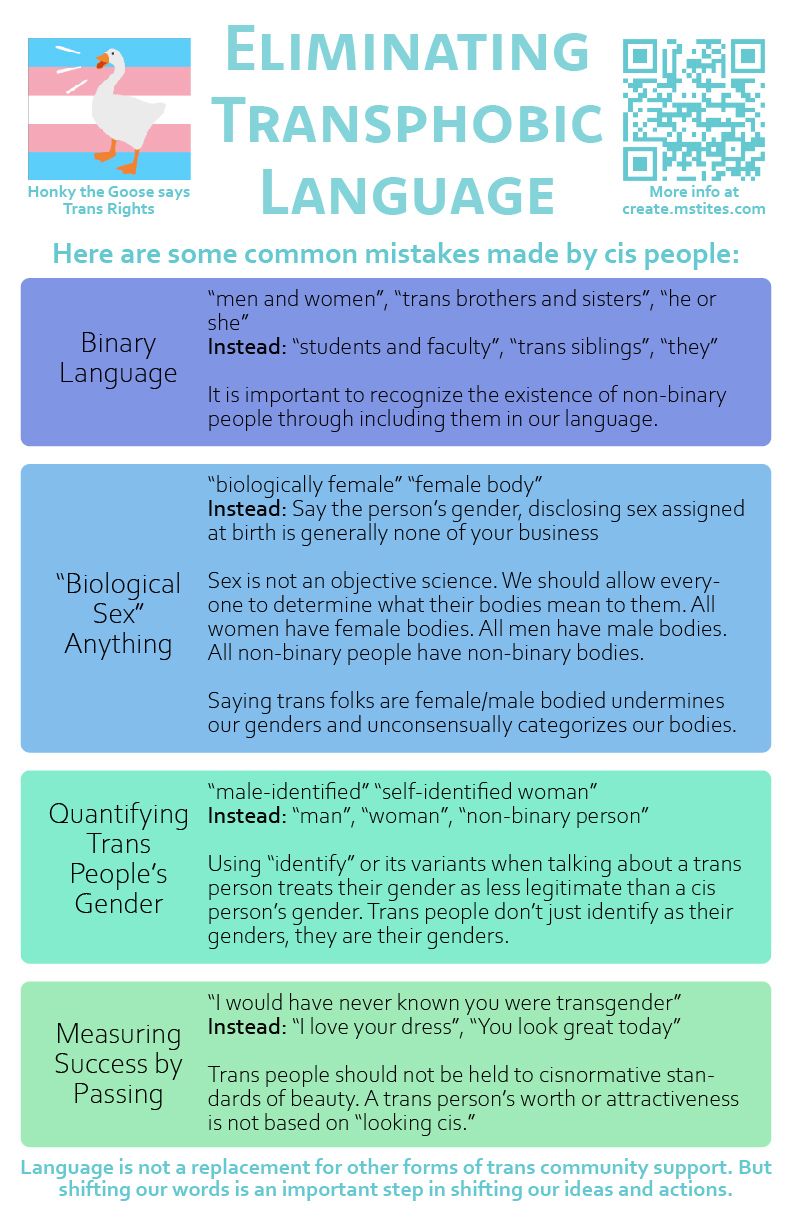 Eliminating
Transphobic
Language
Honky the Goose says
Trans Rights
More info at
create.mstites.com
Here are some common mistakes made by cis people:
Binary
Language
“men and women”, “trans brothers and sisters”, “he or
she”
Instead: “students and faculty”, “trans siblings”, “they”
It is important to recognize the existence of non-binary
people through including them in our language.
“Biological
Sex”
Anything
“biologically female” “female body”
Instead: Say the person’s gender, disclosing sex assigned
at birth is generally none of your business
Sex is not an objective science. We should allow every-
one to determine what their bodies mean to them. All
women have female bodies. All men have male bodies.
All non-binary people have non-binary bodies.
Saying trans folks are female/male bodied undermines
our genders and unconsensually categorizes our bodies.
Quantifying
Trans
People’s
Gender
“male-identified” “self-identified woman”
Instead: “man”, “woman”, “non-binary person”
Using “identify” or its variants when talking about a trans
person treats their gender as less legitimate than a cis
person’s gender. Trans people don’t just identify as their
genders, they are their genders.
Measuring
Success by
Passing
“I would have never known you were transgender”
Instead: “I love your dress”, “You look great today”
Trans people should not be held to cisnormative stan-
dards of beauty. A trans person’s worth or attractiveness
is not based on “looking cis.”
Language is not a replacement for other forms of trans community support. But
shifting our words is an important step in shifting our ideas and actions.